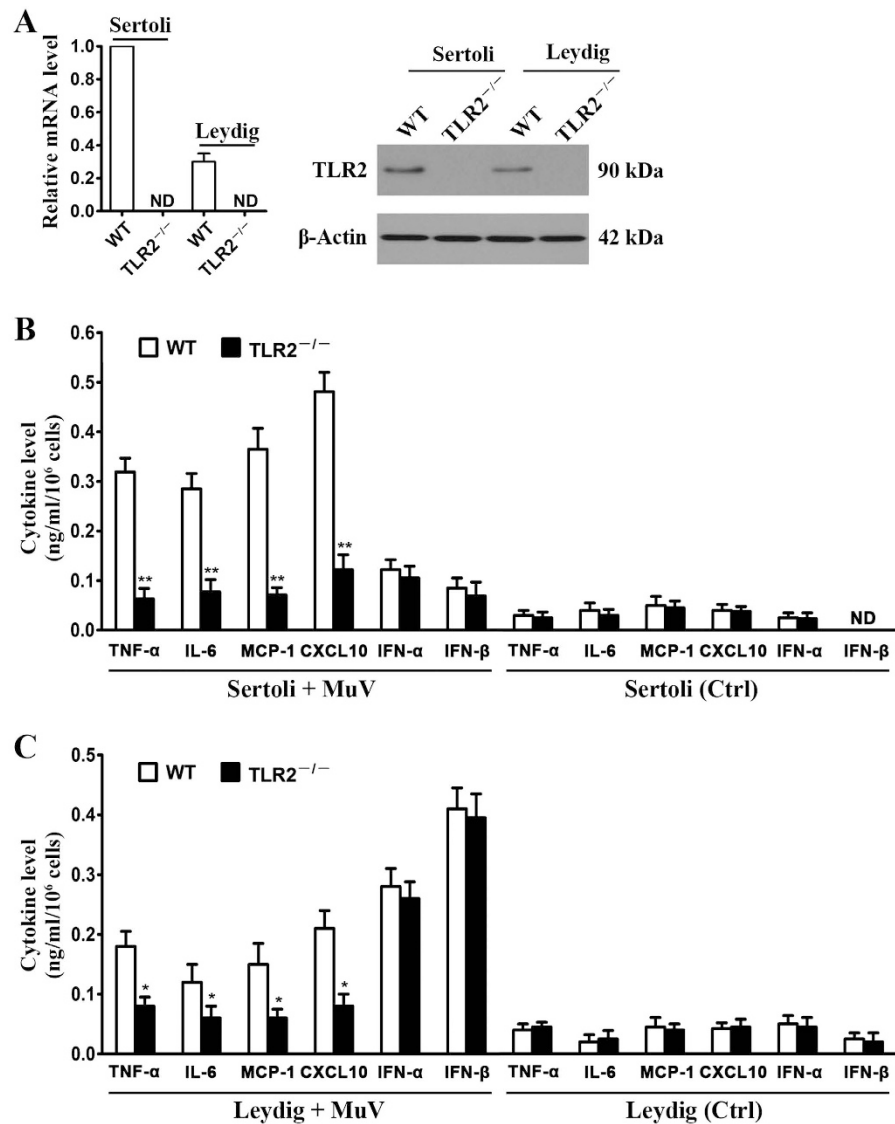 A
Sertoli
Leydig
Relative mRNA level
1.0
0.8
0.6
0.4
0.2
0.0
ND
ND
WT
TLR2−/−
WT
TLR2−/−
Sertoli
Leydig
WT
TLR2−/−
WT
TLR2−/−
TLR2
90 kDa
β-Actin
42 kDa
B
WT
TLR2−/−
Cytokine level
(ng/ml/10⁶ cells)
0.6
0.5
0.4
0.3
0.2
0.1
0.0
**
**
**
**
ND
TNF-α IL-6 MCP-1 CXCL10 IFN-α IFN-β TNF-α IL-6 MCP-1 CXCL10 IFN-α IFN-β
Sertoli + MuV Sertoli (Ctrl)
C
WT
TLR2−/−
Cytokine level
(ng/ml/10⁶ cells)
0.5
0.4
0.3
0.2
0.1
0.0
*
*
*
*
TNF-α IL-6 MCP-1 CXCL10 IFN-α IFN-β TNF-α IL-6 MCP-1 CXCL10 IFN-α IFN-β
Leydig + MuV Leydig (Ctrl)